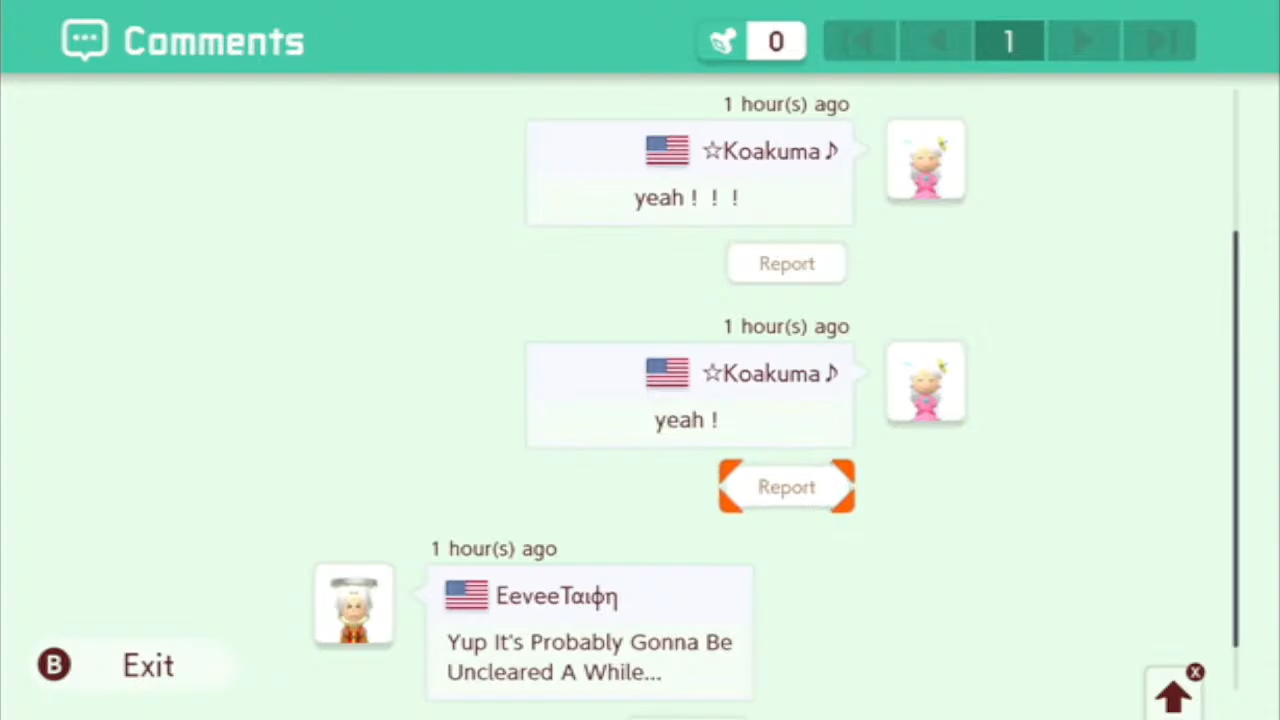 Comments
0
1
1 hour(s) ago
☆Koakuma♪
yeah！！！
Report
1 hour(s) ago
☆Koakuma♪
yeah！
Report
1 hour(s) ago
EeveeΤαιφη
Yup It's Probably Gonna Be
Uncleared A While...
B Exit
X